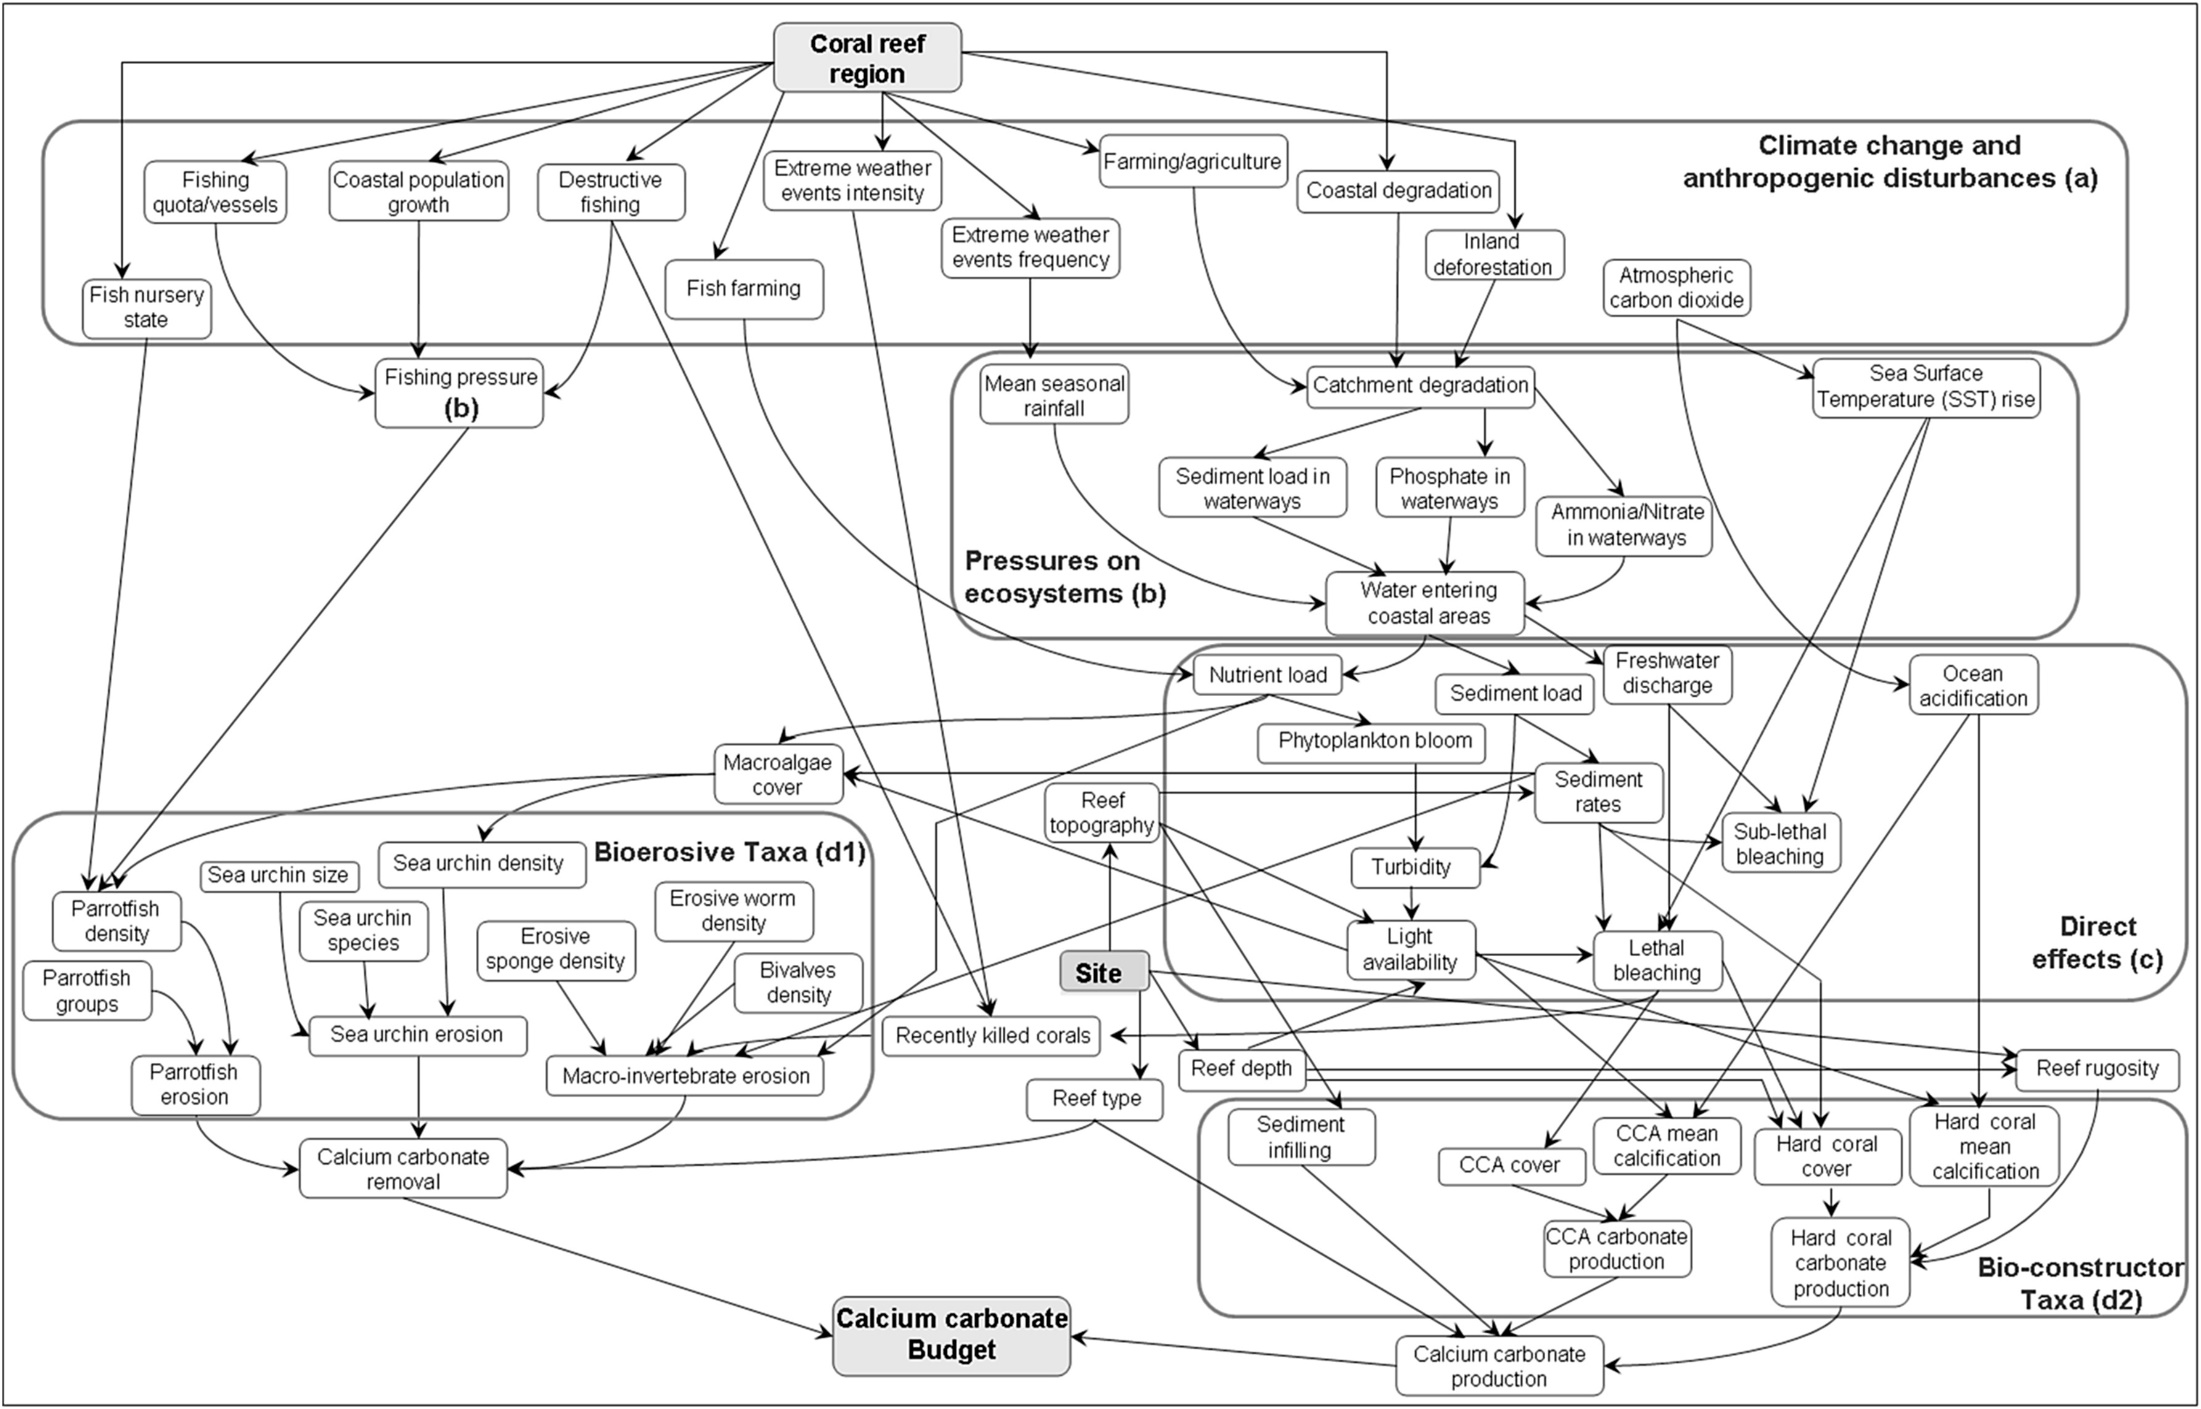 Coral reef
region
Climate change and
anthropogenic disturbances (a)
Fishing
quota/vessels
Coastal population
growth
Destructive
fishing
Extreme weather
events intensity
Farming/agriculture
Coastal degradation
Extreme weather
events frequency
Inland
deforestation
Fish nursery
state
Fish farming
Atmospheric
carbon dioxide
Fishing pressure
(b)
Mean seasonal
rainfall
Catchment degradation
Sea Surface
Temperature (SST) rise
Sediment load in
waterways
Phosphate in
waterways
Ammonia/Nitrate
in waterways
Pressures on
ecosystems (b)
Water entering
coastal areas
Nutrient load
Sediment load
Freshwater
discharge
Ocean
acidification
Phytoplankton bloom
Macroalgae
cover
Reef
topography
Sediment
rates
Sub-lethal
bleaching
Turbidity
Light
availability
Lethal
bleaching
Direct
effects (c)
Bioerosive Taxa (d1)
Sea urchin size
Sea urchin density
Parrotfish
density
Sea urchin
species
Erosive
sponge density
Erosive worm
density
Bivalves
density
Parrotfish
groups
Sea urchin erosion
Parrotfish
erosion
Macro-invertebrate erosion
Site
Recently killed corals
Reef depth
Reef rugosity
Reef type
Calcium carbonate
removal
Sediment
infilling
CCA cover
CCA mean
calcification
Hard coral
cover
Hard coral
mean
calcification
CCA carbonate
production
Hard coral
carbonate
production
Bio-constructor
Taxa (d2)
Calcium carbonate
Budget
Calcium carbonate
production